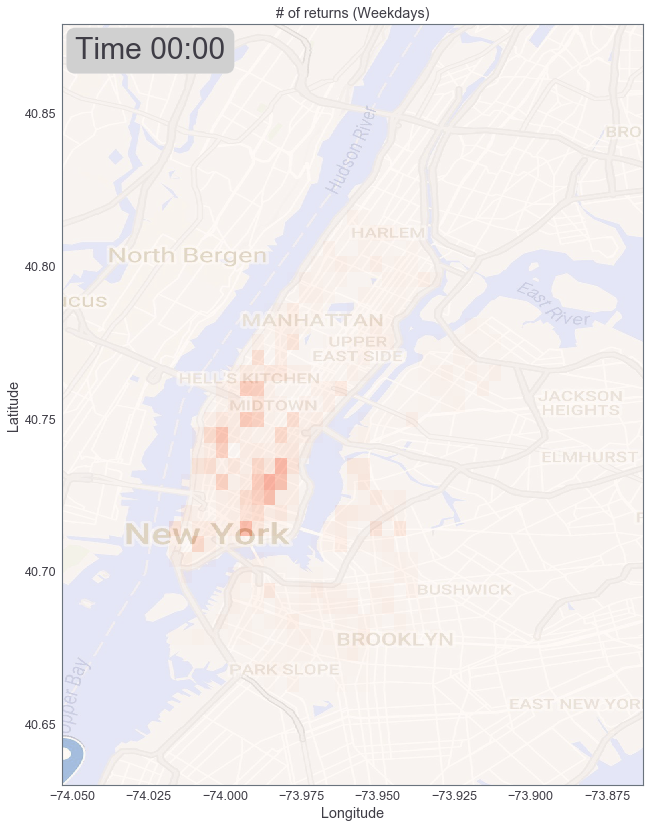 # of returns (Weekdays)
Time 00:00
40.85
BRO
Hudson River
HARLEM
North Bergen
40.80
East River
CUS
MANHATTAN
UPPER
EAST SIDE
HELL'S KITCHEN
JACKSON
HEIGHTS
MIDTOWN
40.75
Latitude
ELMHURST
New York
40.70
BUSHWICK
BROOKLYN
PARK SLOPE
opper Bay
EAST NEW YOR
40.65
−74.050
−74.025
−74.000
−73.975
−73.950
−73.925
−73.900
−73.875
Longitude